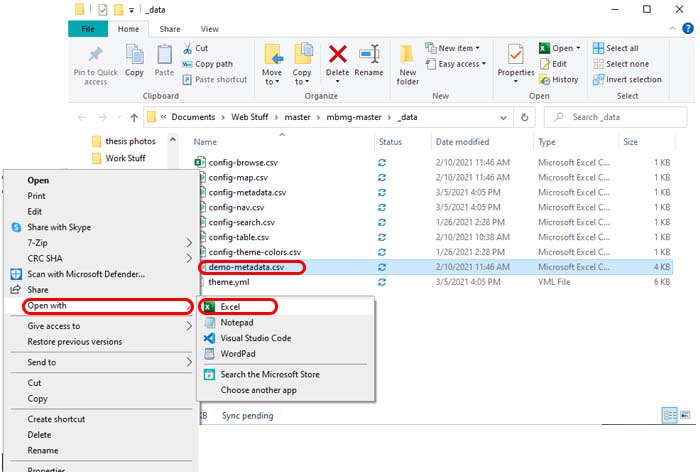 _data
File Home Share View
Pin to Quick access
Copy
Paste
Cut
Copy path
Paste shortcut
Clipboard
Move to
Copy to
Delete
Rename
Organize
New folder
New item
Easy access
New
Properties
Open
Edit
History
Open
Select all
Select none
Invert selection
Select
Documents > Web Stuff > master > mbmg-master > _data
Search _data
thesis photos
Work Stuff
Name Status Date modified Type Size
config-browse.csv 2/10/2021 11:46 AM Microsoft Excel C... 1 KB
config-map.csv 2/10/2021 11:46 AM Microsoft Excel C... 1 KB
config-metadata.csv 3/5/2021 4:05 PM Microsoft Excel C... 1 KB
config-nav.csv 3/5/2021 4:05 PM Microsoft Excel C... 1 KB
config-search.csv 1/26/2021 2:28 PM Microsoft Excel C... 1 KB
config-table.csv 2/10/2021 10:38 AM Microsoft Excel C... 1 KB
config-theme-colors.csv 1/26/2021 2:28 PM Microsoft Excel C... 1 KB
demo-metadata.csv 2/10/2021 11:46 AM Microsoft Excel C... 4 KB
theme.yml 3/5/2021 4:05 PM YML File 5 KB
Open
Print
Edit
Share with Skype
7-Zip
CRC SHA
Scan with Microsoft Defender...
Share
Open with
Give access to
Restore previous versions
Send to
Cut
Copy
Create shortcut
Delete
Rename
Properties
Excel
Notepad
Visual Studio Code
WordPad
Search the Microsoft Store
Choose another app
KB Sync pending